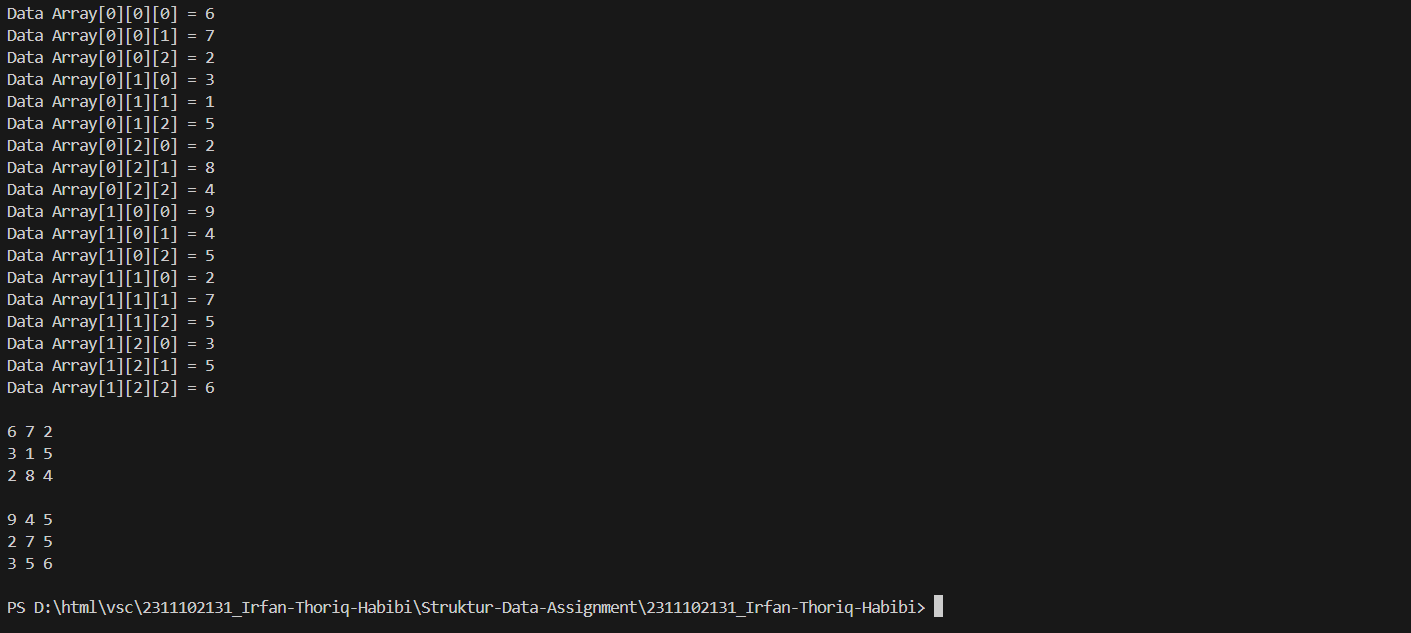 Data Array[0][0][0] = 6
Data Array[0][0][1] = 7
Data Array[0][0][2] = 2
Data Array[0][1][0] = 3
Data Array[0][1][1] = 1
Data Array[0][1][2] = 5
Data Array[0][2][0] = 2
Data Array[0][2][1] = 8
Data Array[0][2][2] = 4
Data Array[1][0][0] = 9
Data Array[1][0][1] = 4
Data Array[1][0][2] = 5
Data Array[1][1][0] = 2
Data Array[1][1][1] = 7
Data Array[1][1][2] = 5
Data Array[1][2][0] = 3
Data Array[1][2][1] = 5
Data Array[1][2][2] = 6
6 7 2
3 1 5
2 8 4
9 4 5
2 7 5
3 5 6
PS D:\html\vsc\2311102131_Irfan-Thoriq-Habibi\Struktur-Data-Assignment\2311102131_Irfan-Thoriq-Habibi>